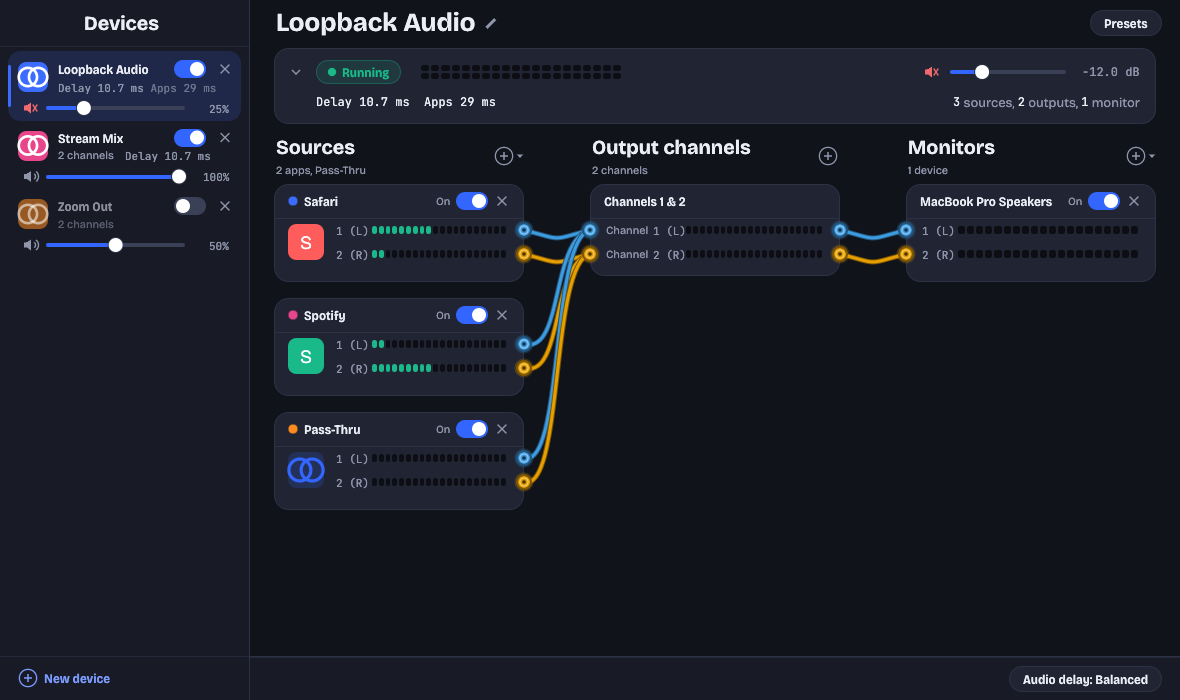 Devices
Loopback Audio
Delay 10.7 ms Apps 29 ms
25%
Stream Mix
2 channels Delay 10.7 ms
100%
Zoom Out
2 channels
50%
New device
Loopback Audio
Presets
Running
-12.0 dB
Delay 10.7 ms Apps 29 ms
3 sources, 2 outputs, 1 monitor
Sources
2 apps, Pass-Thru
Safari On
S
1 (L)
2 (R)
Spotify On
S
1 (L)
2 (R)
Pass-Thru On
1 (L)
2 (R)
Output channels
2 channels
Channels 1 & 2
Channel 1 (L)
Channel 2 (R)
Monitors
1 device
MacBook Pro Speakers On
1 (L)
2 (R)
Audio delay: Balanced